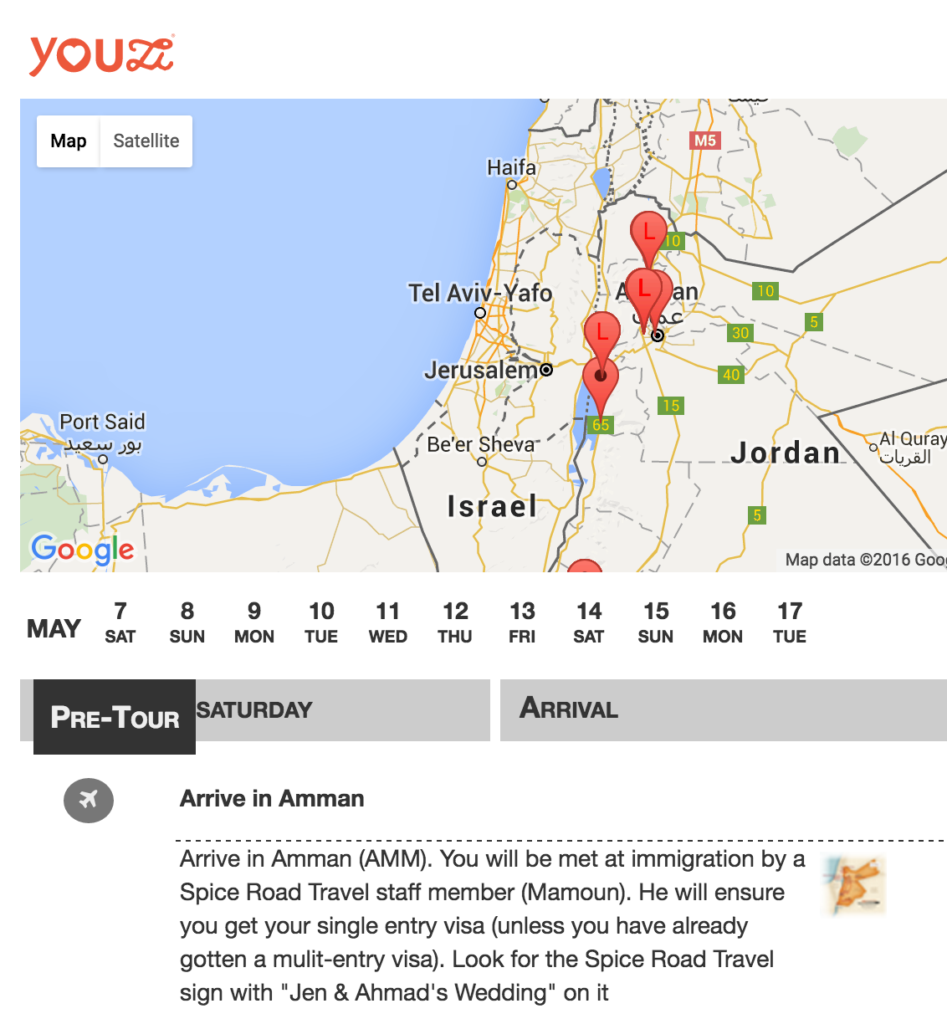 youzi
Map Satellite
M5
Haifa
L
10
L
Amman
عمان
10
Tel Aviv-Yafo
5
30
L
Jerusalem
40
15
65
Port Said
بور سعيد
Be'er Sheva
Al Quray
القريات
Jordan
Israel
5
Google
Map data ©2016 Goo
MAY
7 8 9 10 11 12 13 14 15 16 17
SAT SUN MON TUE WED THU FRI SAT SUN MON TUE
PRE-TOUR SATURDAY ARRIVAL
Arrive in Amman
Arrive in Amman (AMM). You will be met at immigration by a
Spice Road Travel staff member (Mamoun). He will ensure
you get your single entry visa (unless you have already
gotten a mulit-entry visa). Look for the Spice Road Travel
sign with "Jen & Ahmad's Wedding" on it